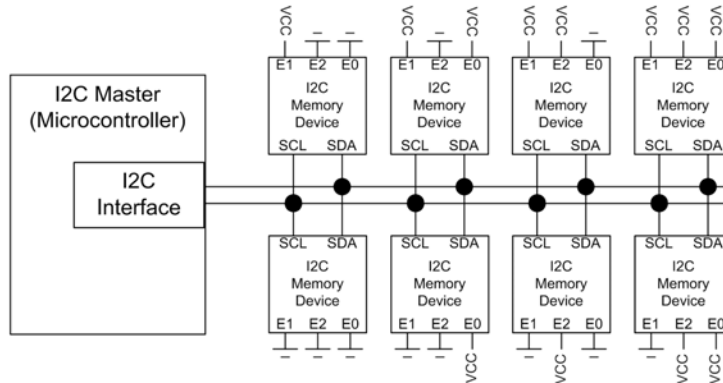 VCC VCC VCC VCC VCC VCC VCC VCC
E1 E2 E0 E1 E2 E0 E1 E2 E0 E1 E2 E0
I2C I2C I2C I2C
Memory Memory Memory Memory
Device Device Device Device
SCL SDA SCL SDA SCL SDA SCL SDA
I2C Master
(Microcontroller)
I2C
Interface
SCL SDA SCL SDA SCL SDA SCL SDA
I2C I2C I2C I2C
Memory Memory Memory Memory
Device Device Device Device
E1 E2 E0 E1 E2 E0 E1 E2 E0 E1 E2 E0
VCC VCC VCC VCC